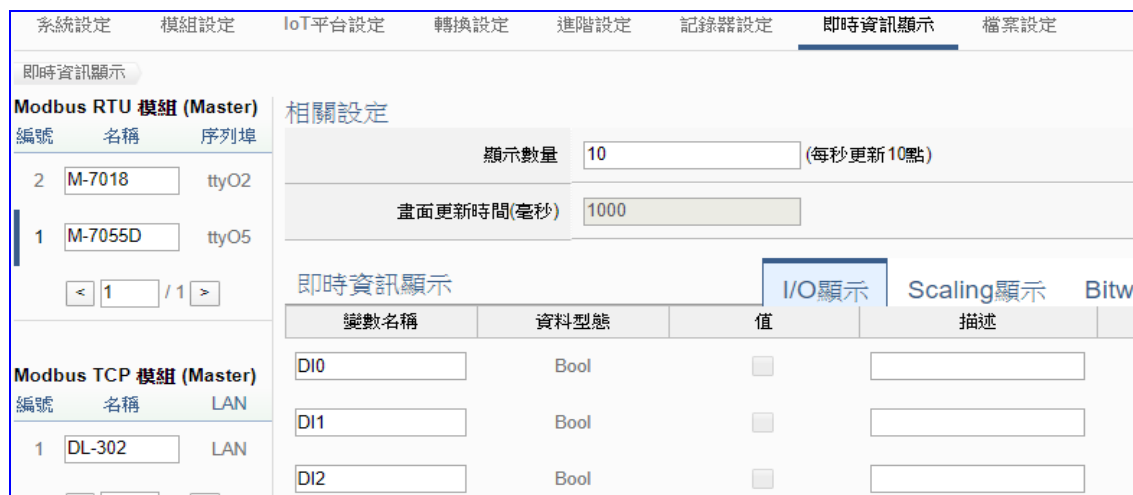 系統設定 模組設定 IoT平台設定 轉換設定 進階設定 記錄器設定 即時資訊顯示 檔案設定
即時資訊顯示
Modbus RTU 模組 (Master)
編號 名稱 序列埠
2 M-7018 ttyO2
1 M-7055D ttyO5
< 1 / 1 >
Modbus TCP 模組 (Master)
編號 名稱 LAN
1 DL-302 LAN
相關設定
顯示數量 10 (每秒更新10點)
畫面更新時間(毫秒) 1000
即時資訊顯示 I/O顯示 Scaling顯示 Bitw
變數名稱 資料型態 值 描述
DI0 Bool
DI1 Bool
DI2 Bool